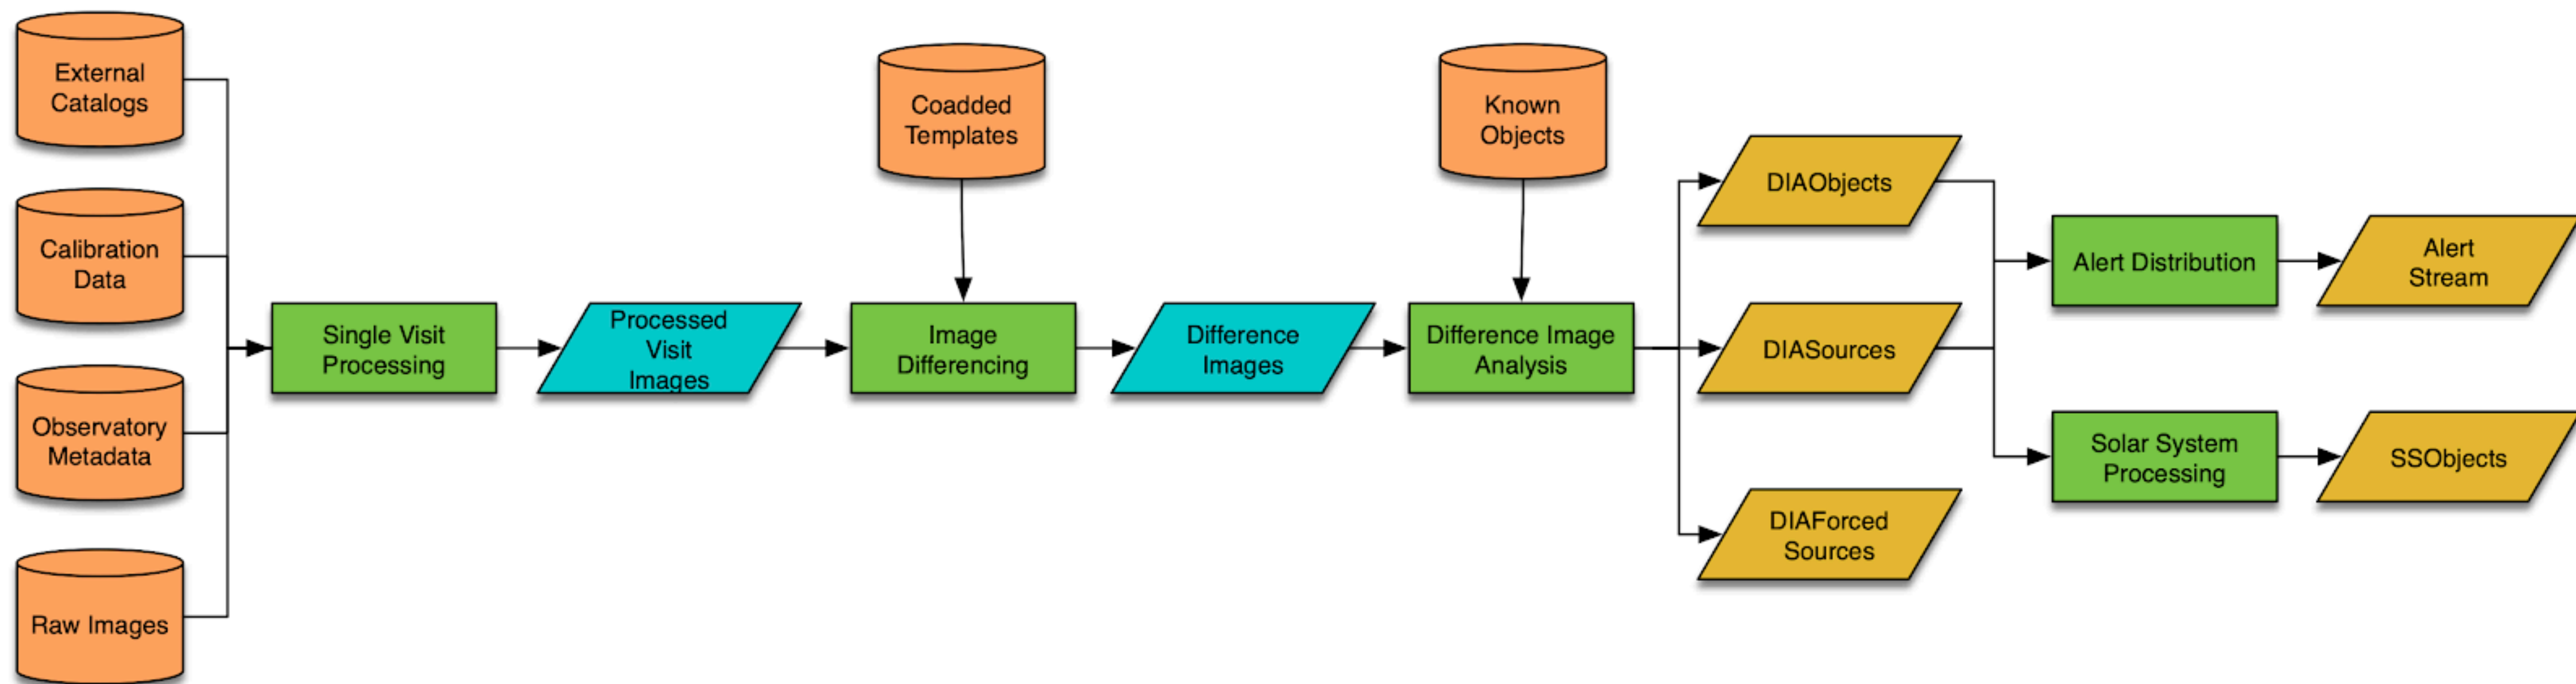 External
Catalogs
Calibration
Data
Observatory
Metadata
Raw Images
Single Visit
Processing
Processed
Visit
Images
Coadded
Templates
Image
Differencing
Difference
Images
Known
Objects
Difference Image
Analysis
DIAObjects
DIASources
DIAForced
Sources
Alert Distribution
Alert
Stream
Solar System
Processing
SSObjects